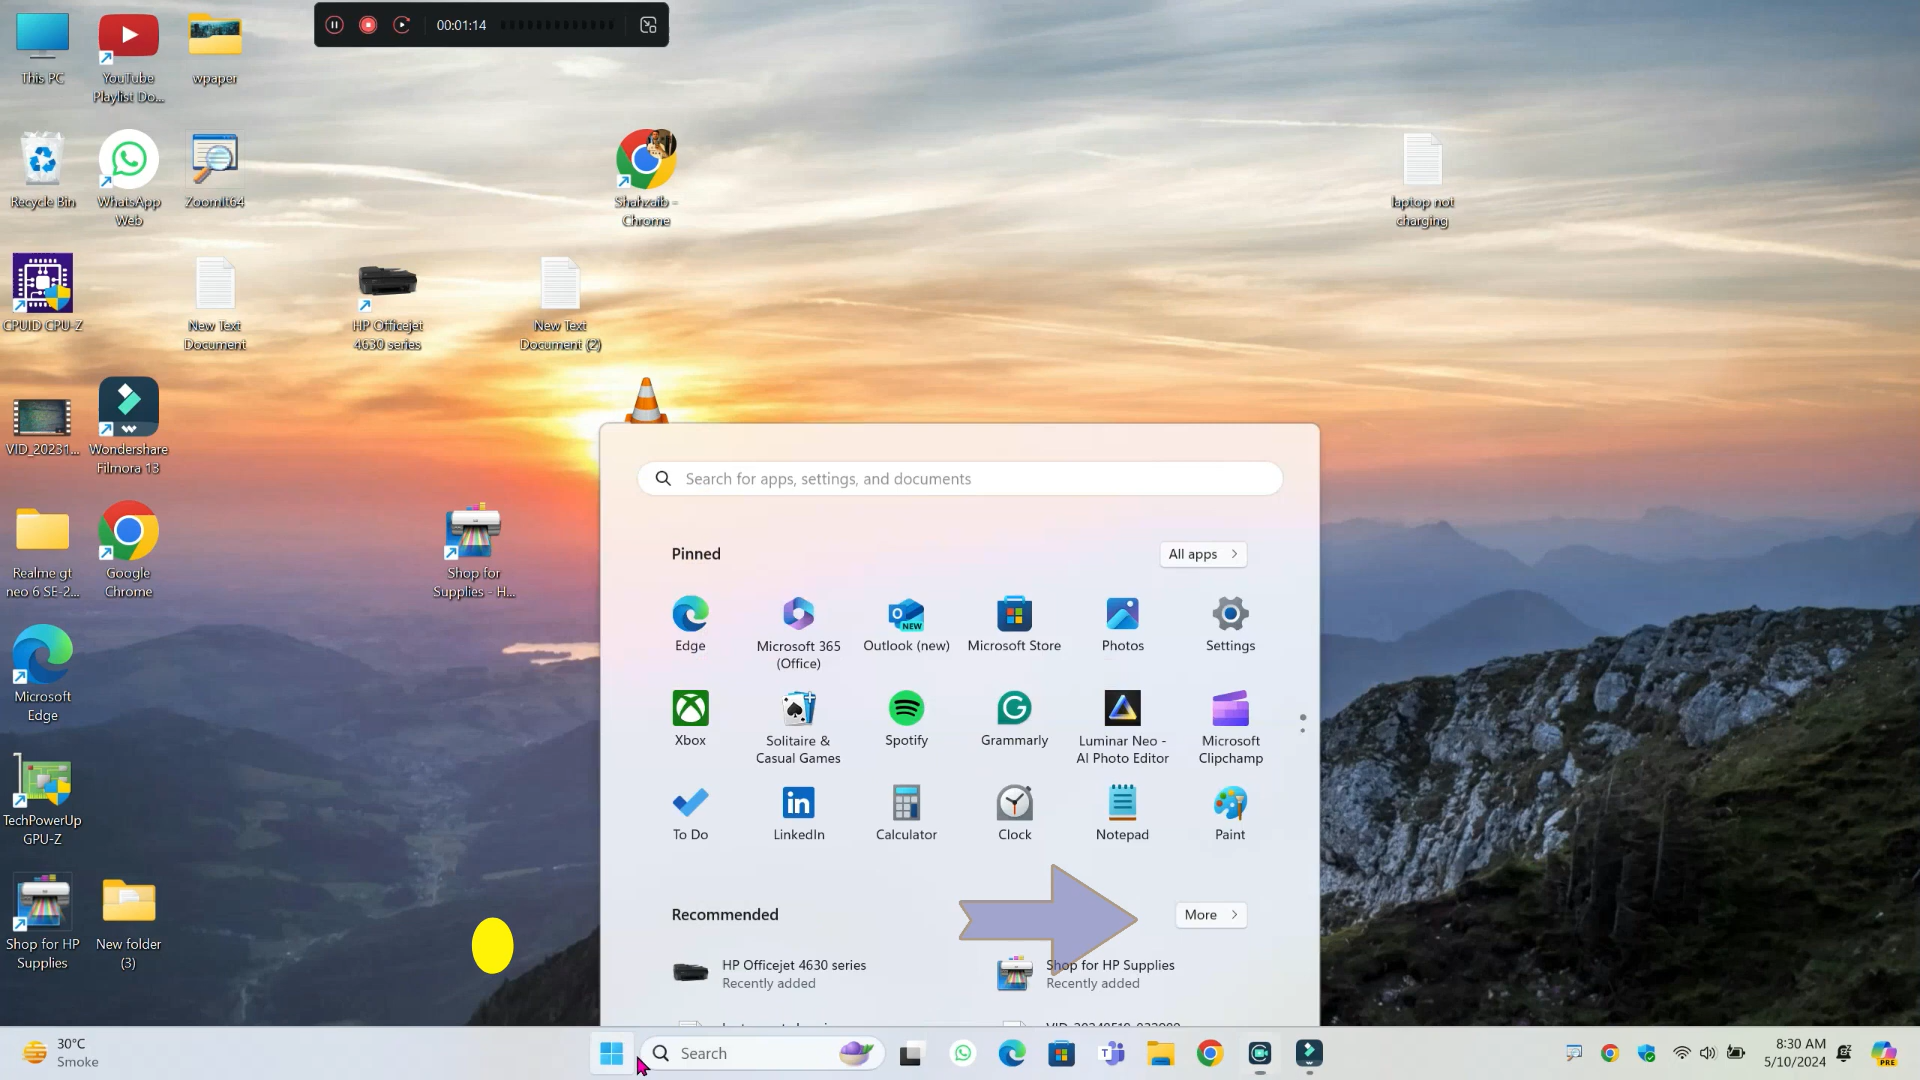 00:01:14
This PC
YouTube
Playlist Do...
wpaper
Recycle Bin
WhatsApp
Web
ZoomIt64
Shahzaib -
Chrome
laptop not
charging
CPUID CPU-Z
New Text
Document
HP Officejet
4630 series
New Text
Document (2)
VID_20231...
Wondershare
Filmora 13
Realme gt
neo 6 SE-2...
Google
Chrome
Shop for
Supplies - H...
Microsoft
Edge
TechPowerUp
GPU-Z
Shop for HP
Supplies
New folder
(3)
Search for apps, settings, and documents
Pinned
All apps
Edge
Microsoft 365
(Office)
Outlook (new)
NEW
Microsoft Store
Photos
Settings
Xbox
Solitaire &
Casual Games
Spotify
Grammarly
Luminar Neo -
AI Photo Editor
Microsoft
Clipchamp
To Do
LinkedIn
Calculator
Clock
Notepad
Paint
Recommended
More
HP Officejet 4630 series
Recently added
Shop for HP Supplies
Recently added
30°C
Smoke
Search
8:30 AM
5/10/2024
PRE